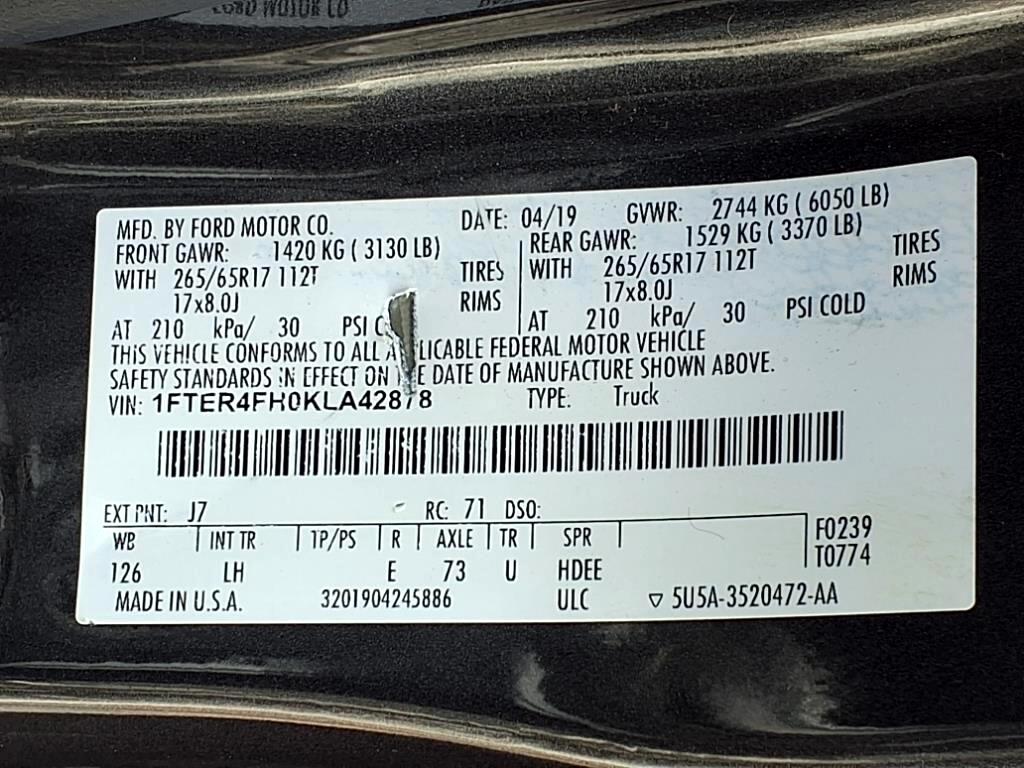 FORD MOTOR CO
MFD. BY FORD MOTOR CO. DATE: 04/19 GVWR: 2744 KG ( 6050 LB)
FRONT GAWR: 1420 KG ( 3130 LB) REAR GAWR: 1529 KG ( 3370 LB)
WITH 265/65R17 112T TIRES WITH 265/65R17 112T TIRES
17x8.0J RIMS 17x8.0J RIMS
AT 210 kPa/ 30 PSI AT 210 kPa/ 30 PSI COLD
THIS VEHICLE CONFORMS TO ALL FEDERAL MOTOR VEHICLE
SAFETY STANDARDS IN EFFECT ON DATE OF MANUFACTURE SHOWN ABOVE.
VIN: 1FTER4FH0KLA42878 TYPE: Truck
EXT PNT: J7 RC: 71 DSO:
WB INT TR TP/PS R AXLE TR SPR F0239
126 LH E 73 U HDEE T0774
MADE IN U.S.A. 3201904245886 ULC ▽ 5U5A-3520472-AA